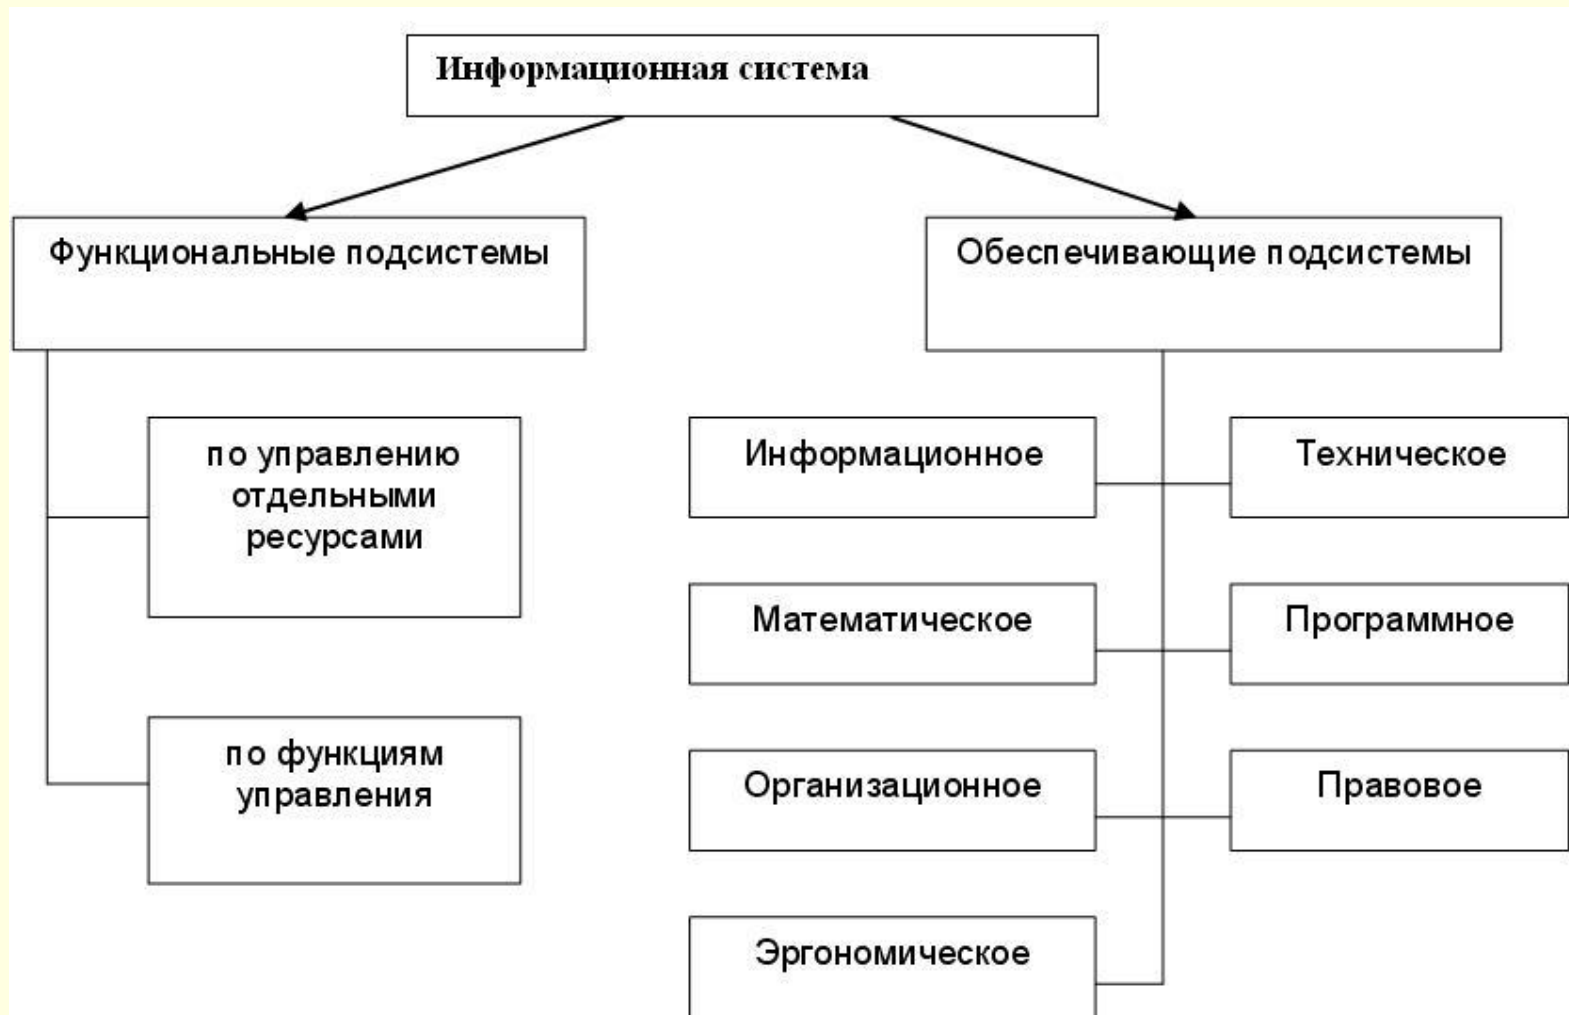 Информационная система
Функциональные подсистемы
Обеспечивающие подсистемы
по управлению
отдельными
ресурсами
по функциям
управления
Информационное
Техническое
Математическое
Программное
Организационное
Правовое
Эргономическое